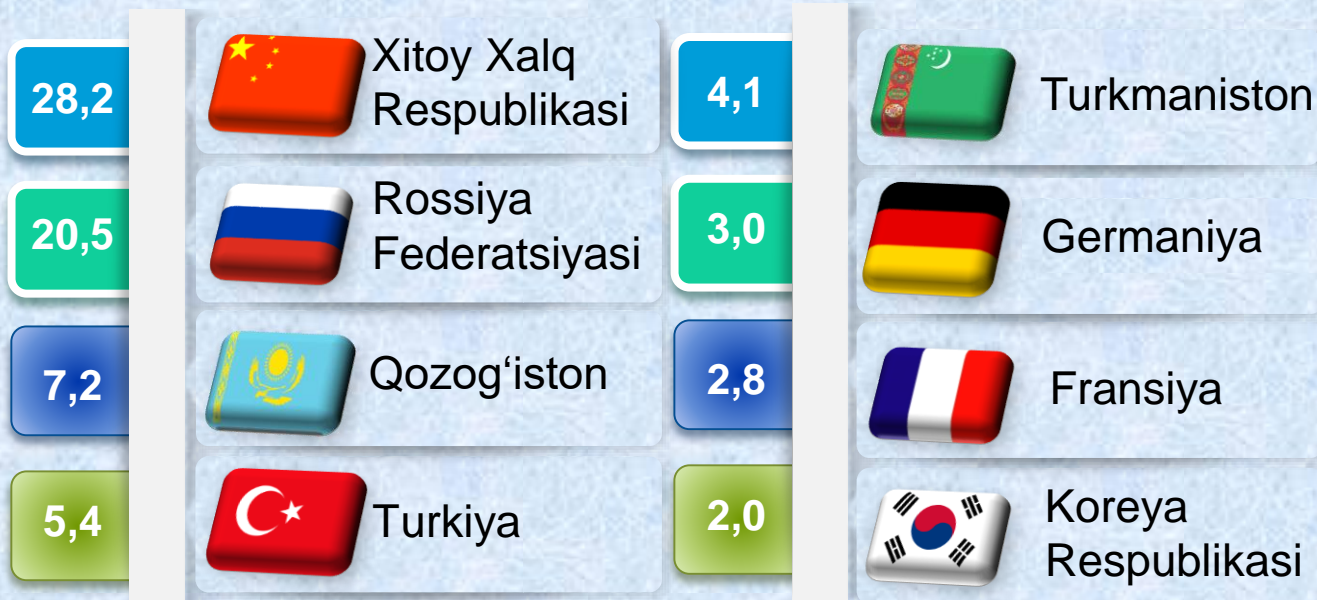 28,2
Xitoy Xalq
Respublikasi
20,5
Rossiya
Federatsiyasi
7,2
Qozog‘iston
5,4
Turkiya
4,1
Turkmaniston
3,0
Germaniya
2,8
Fransiya
2,0
Koreya
Respublikasi